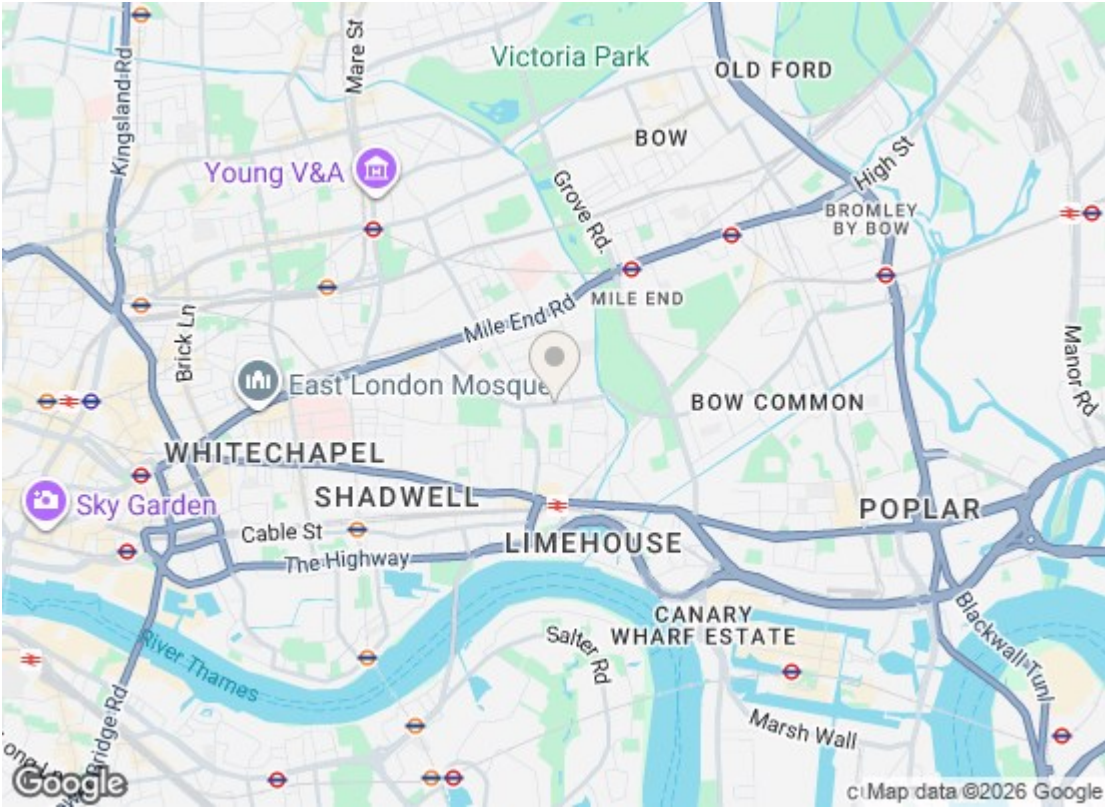 Victoria Park
OLD FORD
Kingsland Rd
Mare St
BOW
High St
Young V&A
Grove Rd.
BROMLEY
BY BOW
MILE END
Mile End Rd
Brick Ln
East London Mosque
Manor Rd
BOW COMMON
WHITECHAPEL
Sky Garden
SHADWELL
POPLAR
Cable St
LIMEHOUSE
The Highway
CANARY
WHARF ESTATE
Blackwall Tunl
River Thames
Salter Rd
Bridge Rd
Marsh Wall
Long Ln
Google
Map data ©2026 Google